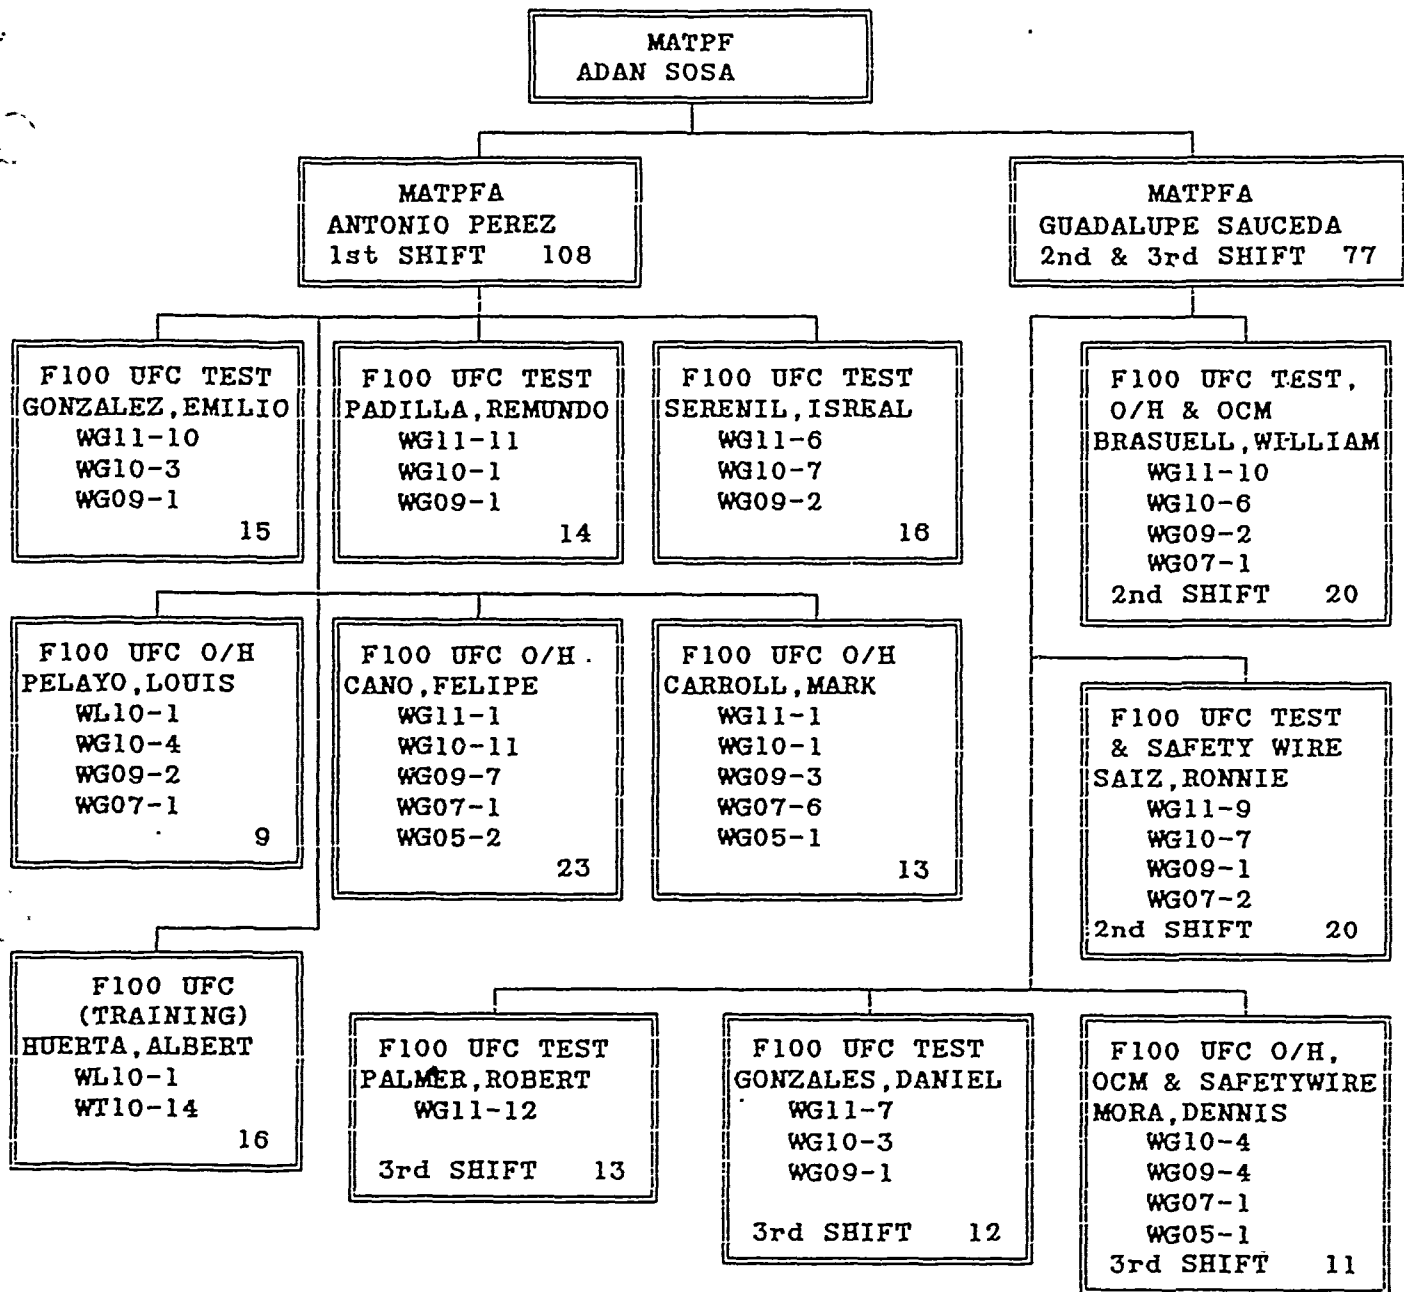 MATPF
ADAN SOSA
MATPFA
ANTONIO PEREZ
1st SHIFT 108
MATPFA
GUADALUPE SAUCEDA
2nd & 3rd SHIFT 77
F100 UFC TEST
GONZALEZ,EMILIO
WG11-10
WG10-3
WG09-1
15
F100 UFC TEST
PADILLA,REMUNDO
WG11-11
WG10-1
WG09-1
14
F100 UFC TEST
SERENIL,ISREAL
WG11-6
WG10-7
WG09-2
16
F100 UFC TEST,
O/H & OCM
BRASUELL,WILLIAM
WG11-10
WG10-6
WG09-2
WG07-1
2nd SHIFT 20
F100 UFC O/H
PELAYO,LOUIS
WL10-1
WG10-4
WG09-2
WG07-1
9
F100 UFC O/H
CANO,FELIPE
WG11-1
WG10-11
WG09-7
WG07-1
WG05-2
23
F100 UFC O/H
CARROLL,MARK
WG11-1
WG10-1
WG09-3
WG07-6
WG05-1
13
F100 UFC TEST
& SAFETY WIRE
SAIZ,RONNIE
WG11-9
WG10-7
WG09-1
WG07-2
2nd SHIFT 20
F100 UFC
(TRAINING)
HUERTA,ALBERT
WL10-1
WT10-14
16
F100 UFC TEST
PALMER,ROBERT
WG11-12
3rd SHIFT 13
F100 UFC TEST
GONZALES,DANIEL
WG11-7
WG10-3
WG09-1
3rd SHIFT 12
F100 UFC O/H,
OCM & SAFETYWIRE
MORA,DENNIS
WG10-4
WG09-4
WG07-1
WG05-1
3rd SHIFT 11